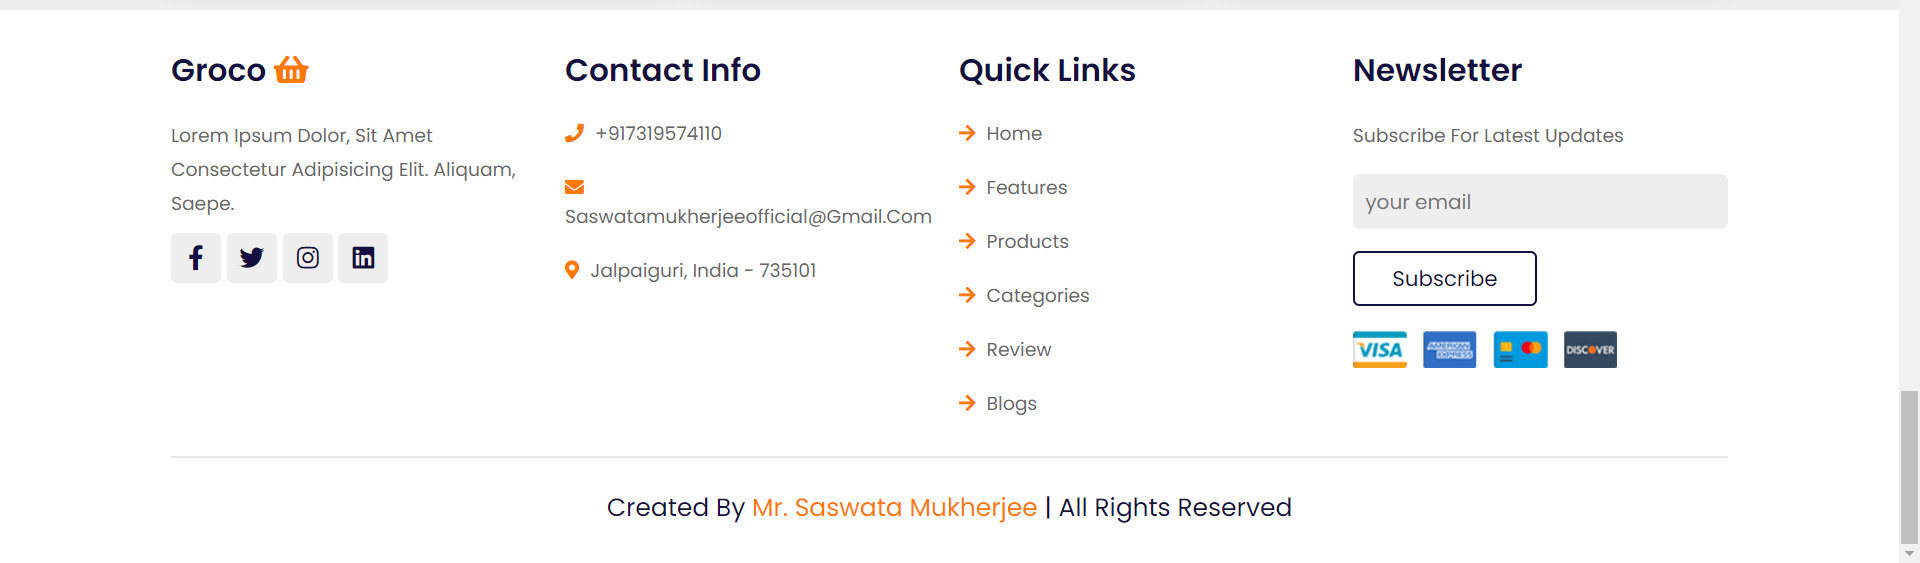 Groco
Lorem Ipsum Dolor, Sit Amet
Consectetur Adipisicing Elit. Aliquam,
Saepe.
Contact Info
+917319574110
Saswatamukherjeeofficial@Gmail.Com
Jalpaiguri, India - 735101
Quick Links
Home
Features
Products
Categories
Review
Blogs
Newsletter
Subscribe For Latest Updates
your email
Subscribe
VISA
AMERICAN
EXPRESS
DISCOVER
Created By Mr. Saswata Mukherjee | All Rights Reserved